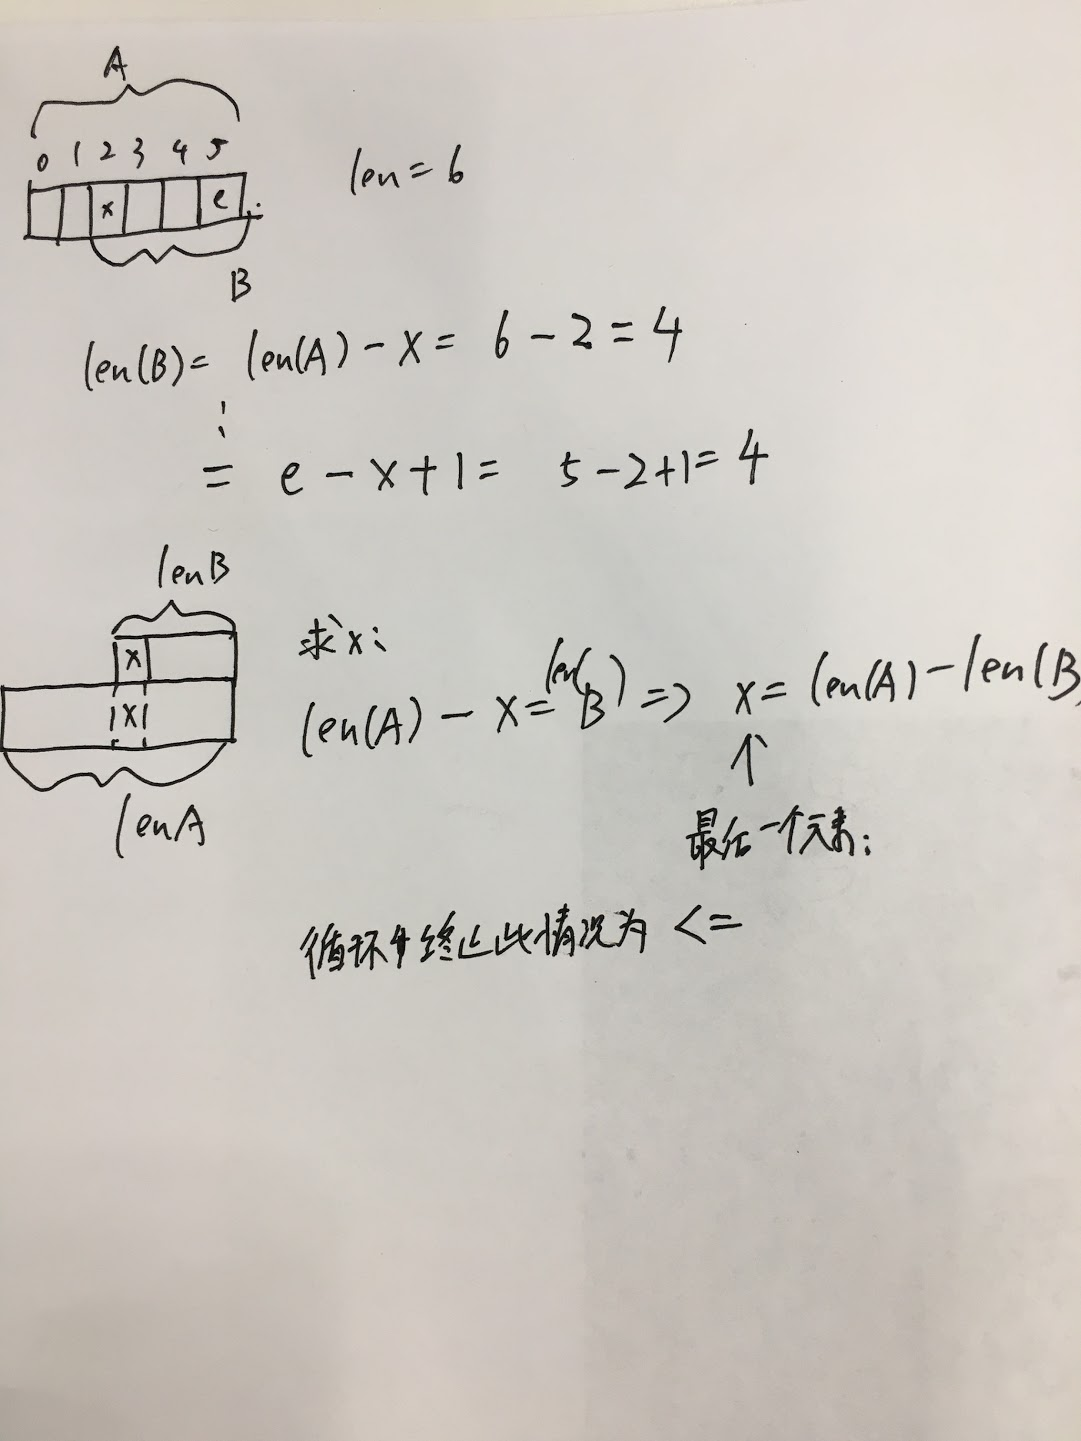 A
0 1 2 3 4 5
x e
len = 6
B
len(B) = len(A) - x = 6 - 2 = 4
= e - x + 1 = 5 - 2 + 1 = 4
lenB
x
x
lenA
求x:
len(A) - x = len(B) => x = len(A) - len(B
最后一个元素:
循环 终止此情况为 <=